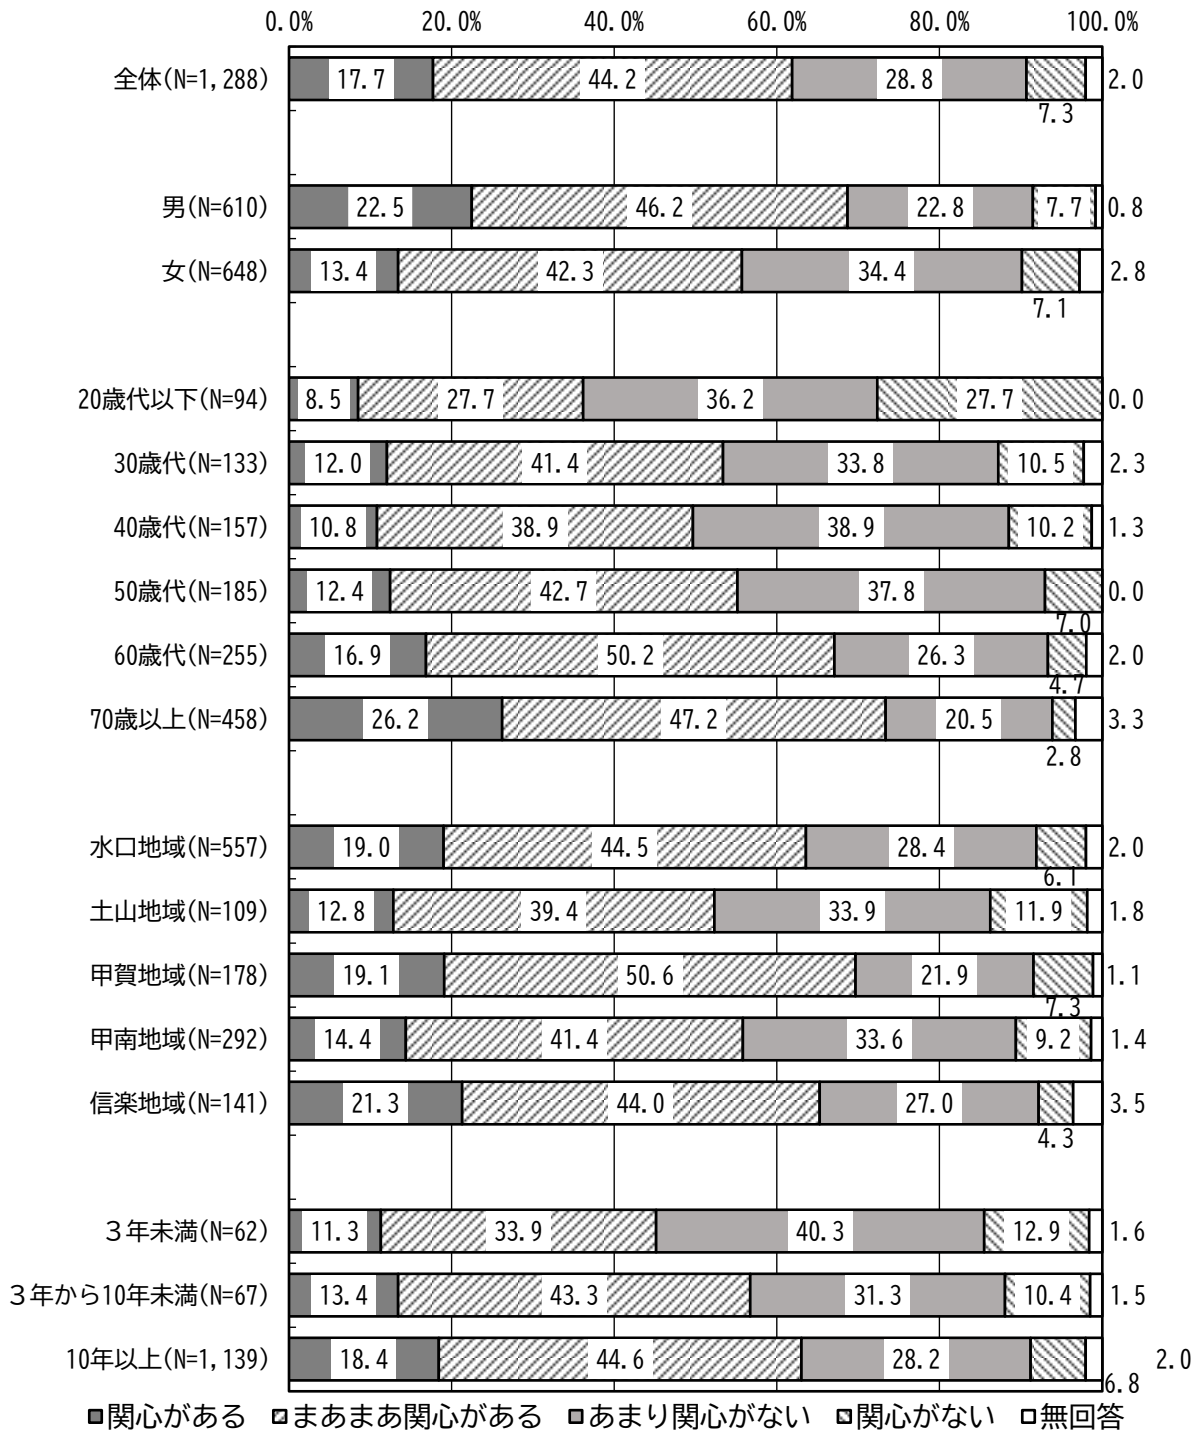 0.0% 20.0% 40.0% 60.0% 80.0% 100.0%
全体(N=1,288) 17.7 44.2 28.8 2.0
7.3
男(N=610) 22.5 46.2 22.8 7.7 0.8
女(N=648) 13.4 42.3 34.4 2.8
7.1
20歳代以下(N=94) 8.5 27.7 36.2 27.7 0.0
30歳代(N=133) 12.0 41.4 33.8 10.5 2.3
40歳代(N=157) 10.8 38.9 38.9 10.2 1.3
50歳代(N=185) 12.4 42.7 37.8 0.0
7.0
60歳代(N=255) 16.9 50.2 26.3 2.0
4.7
70歳以上(N=458) 26.2 47.2 20.5 3.3
2.8
水口地域(N=557) 19.0 44.5 28.4 2.0
6.1
土山地域(N=109) 12.8 39.4 33.9 11.9 1.8
甲賀地域(N=178) 19.1 50.6 21.9 1.1
7.3
甲南地域(N=292) 14.4 41.4 33.6 9.2 1.4
信楽地域(N=141) 21.3 44.0 27.0 3.5
4.3
３年未満(N=62) 11.3 33.9 40.3 12.9 1.6
３年から10年未満(N=67) 13.4 43.3 31.3 10.4 1.5
10年以上(N=1,139) 18.4 44.6 28.2 2.0
6.8
関心がある まあまあ関心がある あまり関心がない 関心がない 無回答